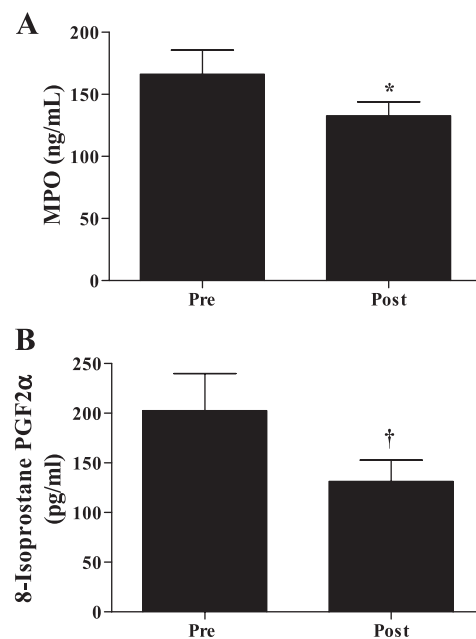 A
MPO (ng/mL)
200
150
100
50
0
*
Pre
Post
B
8-Isoprostane PGF2α
(pg/ml)
250
200
150
100
50
0
†
Pre
Post